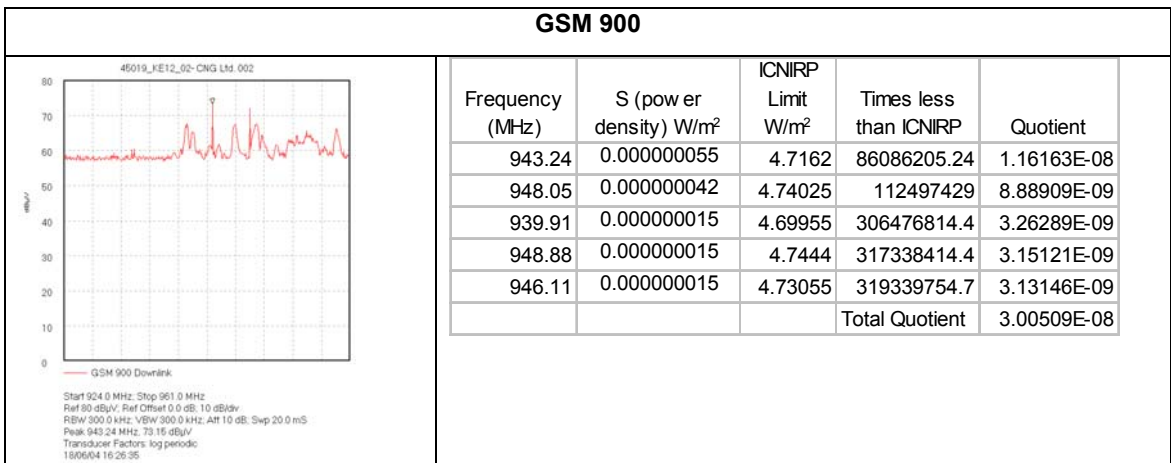 GSM 900
45019_KE12_02- CNG Ltd. 002
80
70
60
50
40
30
20
10
0
dBµV
GSM 900 Downlink
Start 924.0 MHz; Stop 961.0 MHz
Ref 80 dBµV; Ref Offset 0.0 dB; 10 dB/div
RBW 300.0 kHz; VBW 300.0 kHz; Att 10 dB; Swp 20.0 mS
Peak 943.24 MHz, 73.15 dBµV
Transducer Factors: log periodic
18/06/04 16:26:35
Frequency (MHz) S (pow er density) W/m² ICNIRP Limit W/m² Times less than ICNIRP Quotient
943.24 0.000000055 4.7162 86086205.24 1.16163E-08
948.05 0.000000042 4.74025 112497429 8.88909E-09
939.91 0.000000015 4.69955 306476814.4 3.26289E-09
948.88 0.000000015 4.7444 317338414.4 3.15121E-09
946.11 0.000000015 4.73055 319339754.7 3.13146E-09
Total Quotient 3.00509E-08